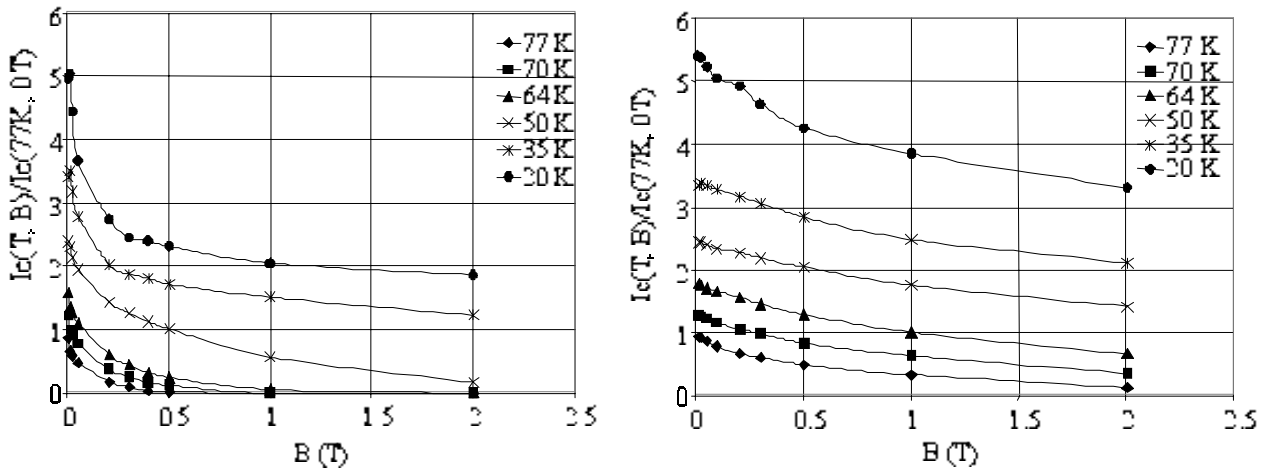 Ic(T, B)/Ic(77K, 0T)
6
5
4
3
2
1
0
77 K
70 K
64 K
50 K
35 K
20 K
0 0.5 1 1.5 2 2.5
B (T)
Ic(T, B)/Ic(77K, 0T)
6
5
4
3
2
1
0
77 K
70 K
64 K
50 K
35 K
20 K
0 0.5 1 1.5 2 2.5
B (T)